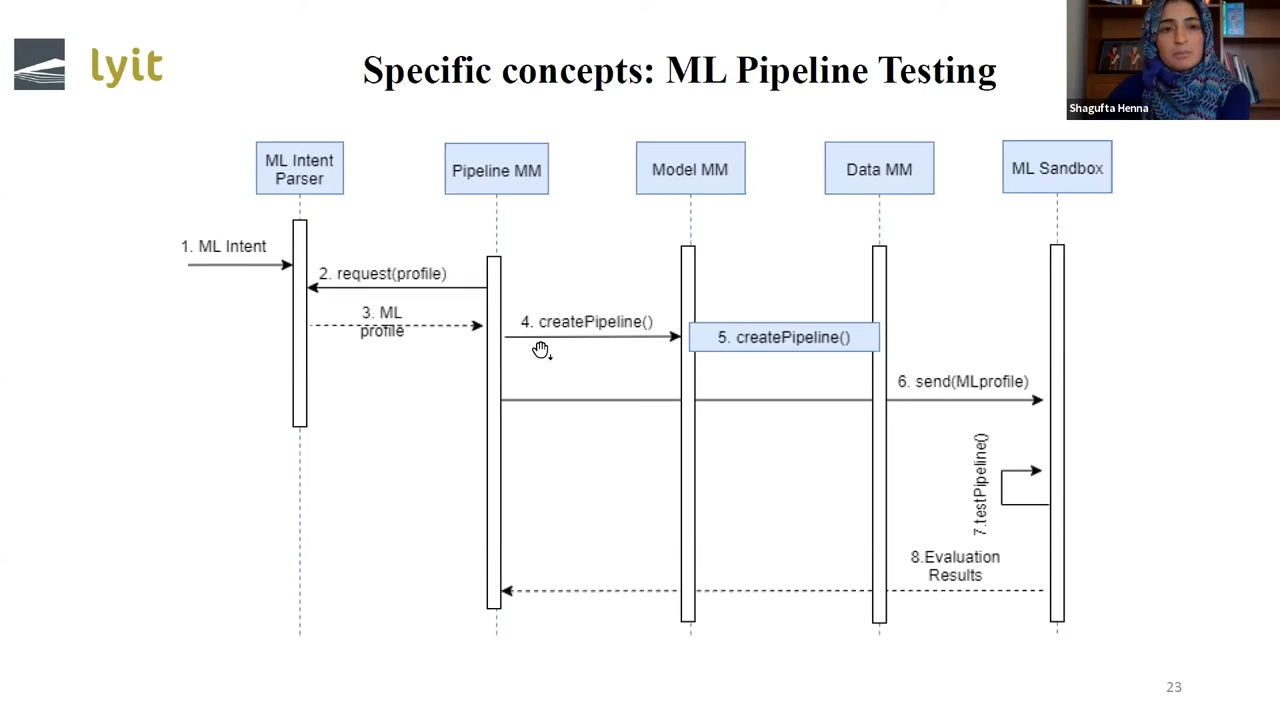 lyit
Specific concepts: ML Pipeline Testing
Shagufta Henna
ML Intent
Parser
Pipeline MM
Model MM
Data MM
ML Sandbox
1. ML Intent
2. request(profile)
3. ML
profile
4. createPipeline()
5. createPipeline()
6. send(MLprofile)
7.testPipeline()
8.Evaluation
Results
23